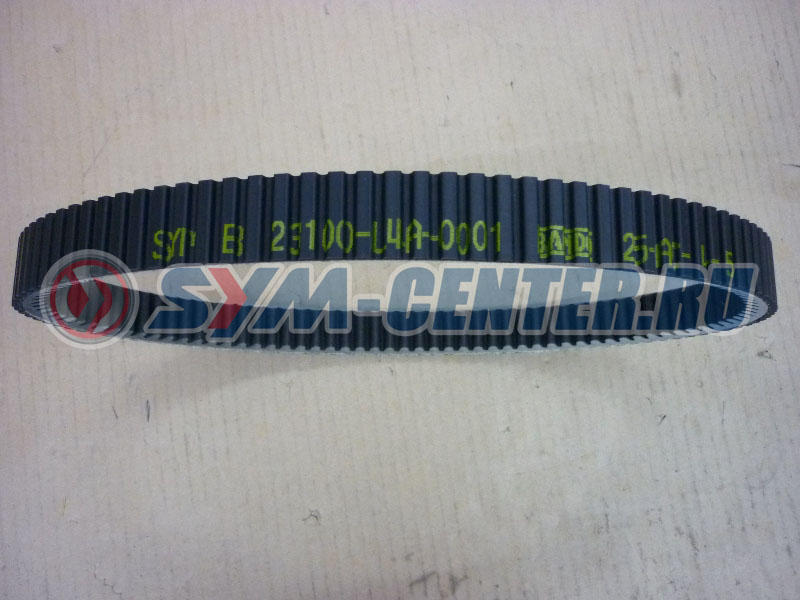 SYM B 23100-L4A-0001 BANDO
SYM-CENTER.RU